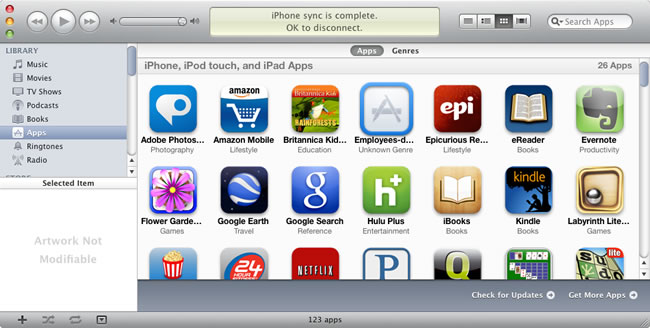 iPhone sync is complete.
OK to disconnect.
Search Apps
LIBRARY
Music
Movies
TV Shows
Podcasts
Books
Apps
Ringtones
Radio
Selected Item
Artwork Not
Modifiable
Apps Genres
iPhone, iPod touch, and iPad Apps 26 Apps
amazon
Britannica Kids
RAINFORESTS
epi
Adobe Photos... Amazon Mobile Britannica Kid... Employees-d... Epicurious Re... eReader Evernote
Photography Lifestyle Education Unknown Genre Lifestyle Books Productivity
g
h+
kindle
Flower Garde... Google Earth Google Search Hulu Plus iBooks Kindle Labyrinth Lite...
Games Travel Reference Entertainment Books Books Games
24 HOUR
FITNESS
NETFLIX
P
Q
lite
Check for Updates Get More Apps
123 apps